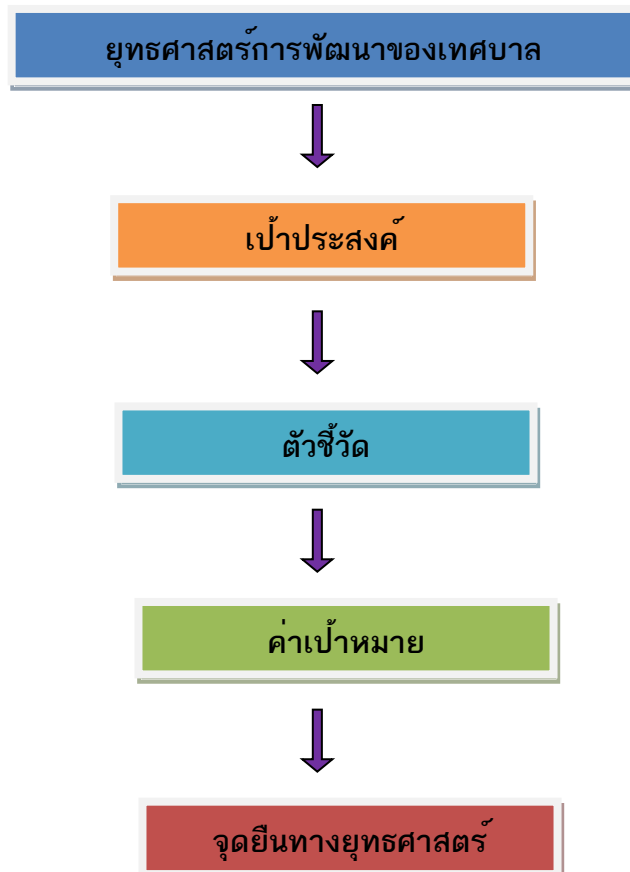 ยุทธศาสตร์การพัฒนาของเทศบาล
เป้าประสงค์
ตัวชี้วัด
ค่าเป้าหมาย
จุดยืนทางยุทธศาสตร์